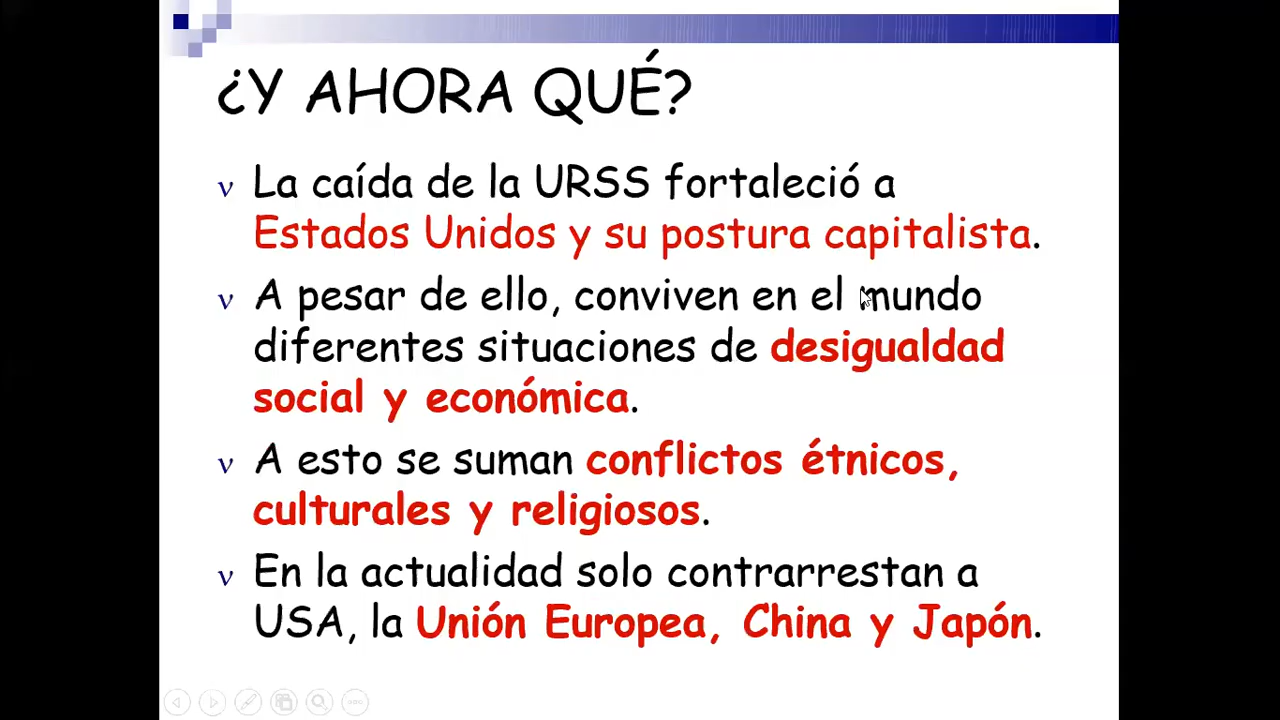 ¿Y AHORA QUÉ?
v La caída de la URSS fortaleció a
Estados Unidos y su postura capitalista.
v A pesar de ello, conviven en el mundo
diferentes situaciones de desigualdad
social y económica.
v A esto se suman conflictos étnicos,
culturales y religiosos.
v En la actualidad solo contrarrestan a
USA, la Unión Europea, China y Japón.